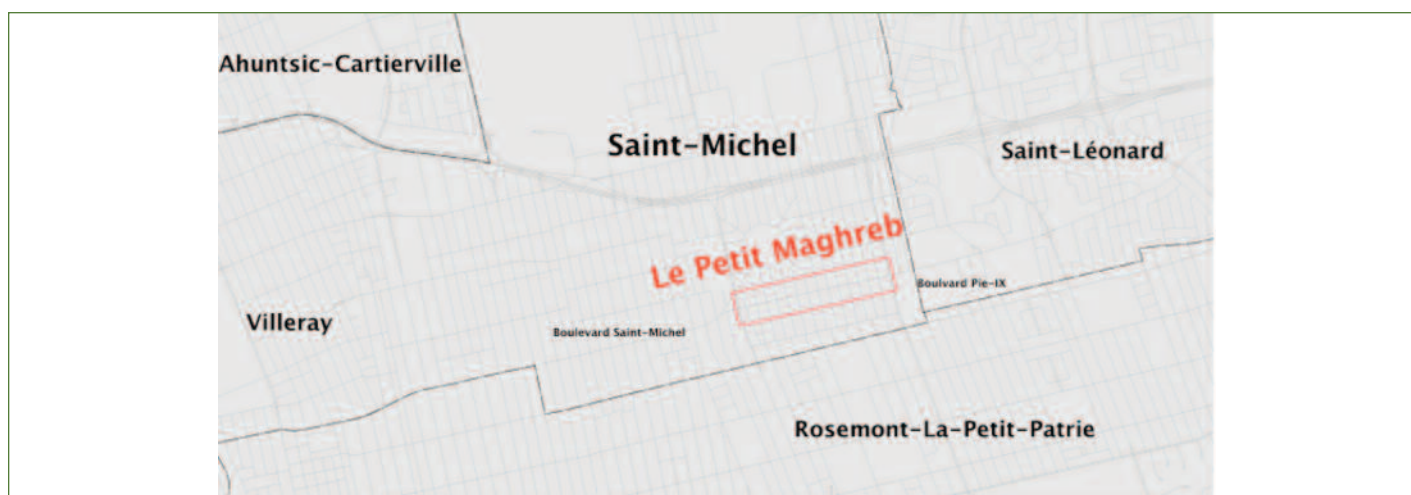 Ahuntsic-Cartierville
Saint-Michel
Saint-Léonard
Le Petit Maghreb
Boulvard Pie-IX
Villeray
Boulevard Saint-Michel
Rosemont-La-Petit-Patrie